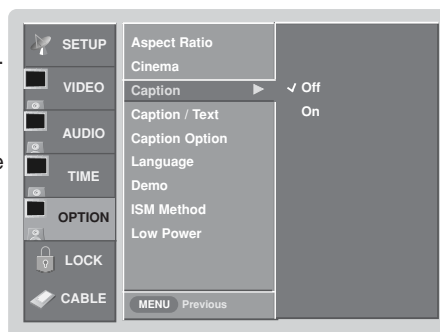 SETUP
VIDEO
AUDIO
TIME
OPTION
LOCK
CABLE
Aspect Ratio
Cinema
Caption
Caption / Text
Caption Option
Language
Demo
ISM Method
Low Power
MENU Previous
Off
On